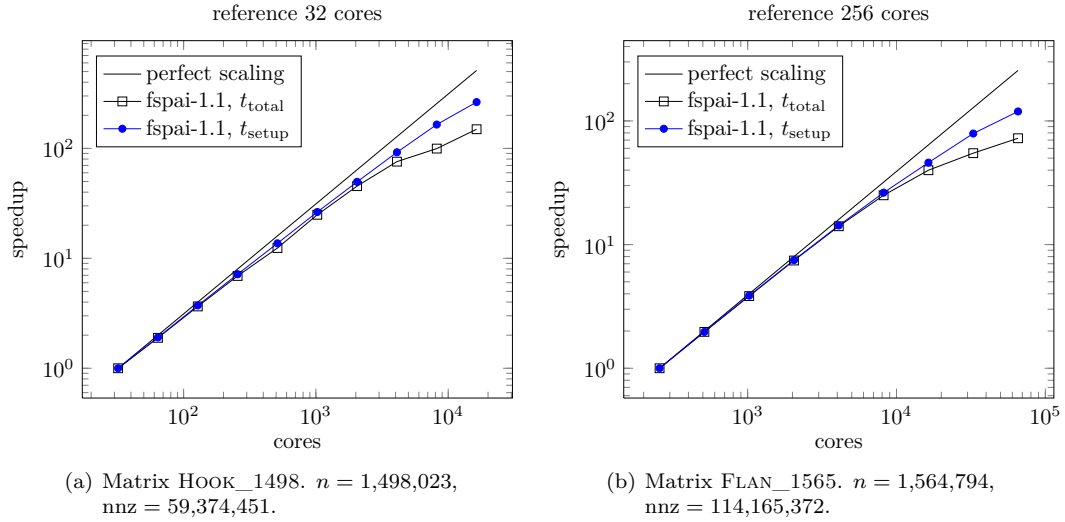 reference 32 cores
perfect scaling
fspai-1.1, t_total
fspai-1.1, t_setup
10^2
10^1
10^0
speedup
10^2 10^3 10^4
cores
(a) Matrix HOOK_1498. n = 1,498,023,
nnz = 59,374,451.
reference 256 cores
perfect scaling
fspai-1.1, t_total
fspai-1.1, t_setup
10^2
10^1
10^0
speedup
10^3 10^4 10^5
cores
(b) Matrix FLAN_1565. n = 1,564,794,
nnz = 114,165,372.